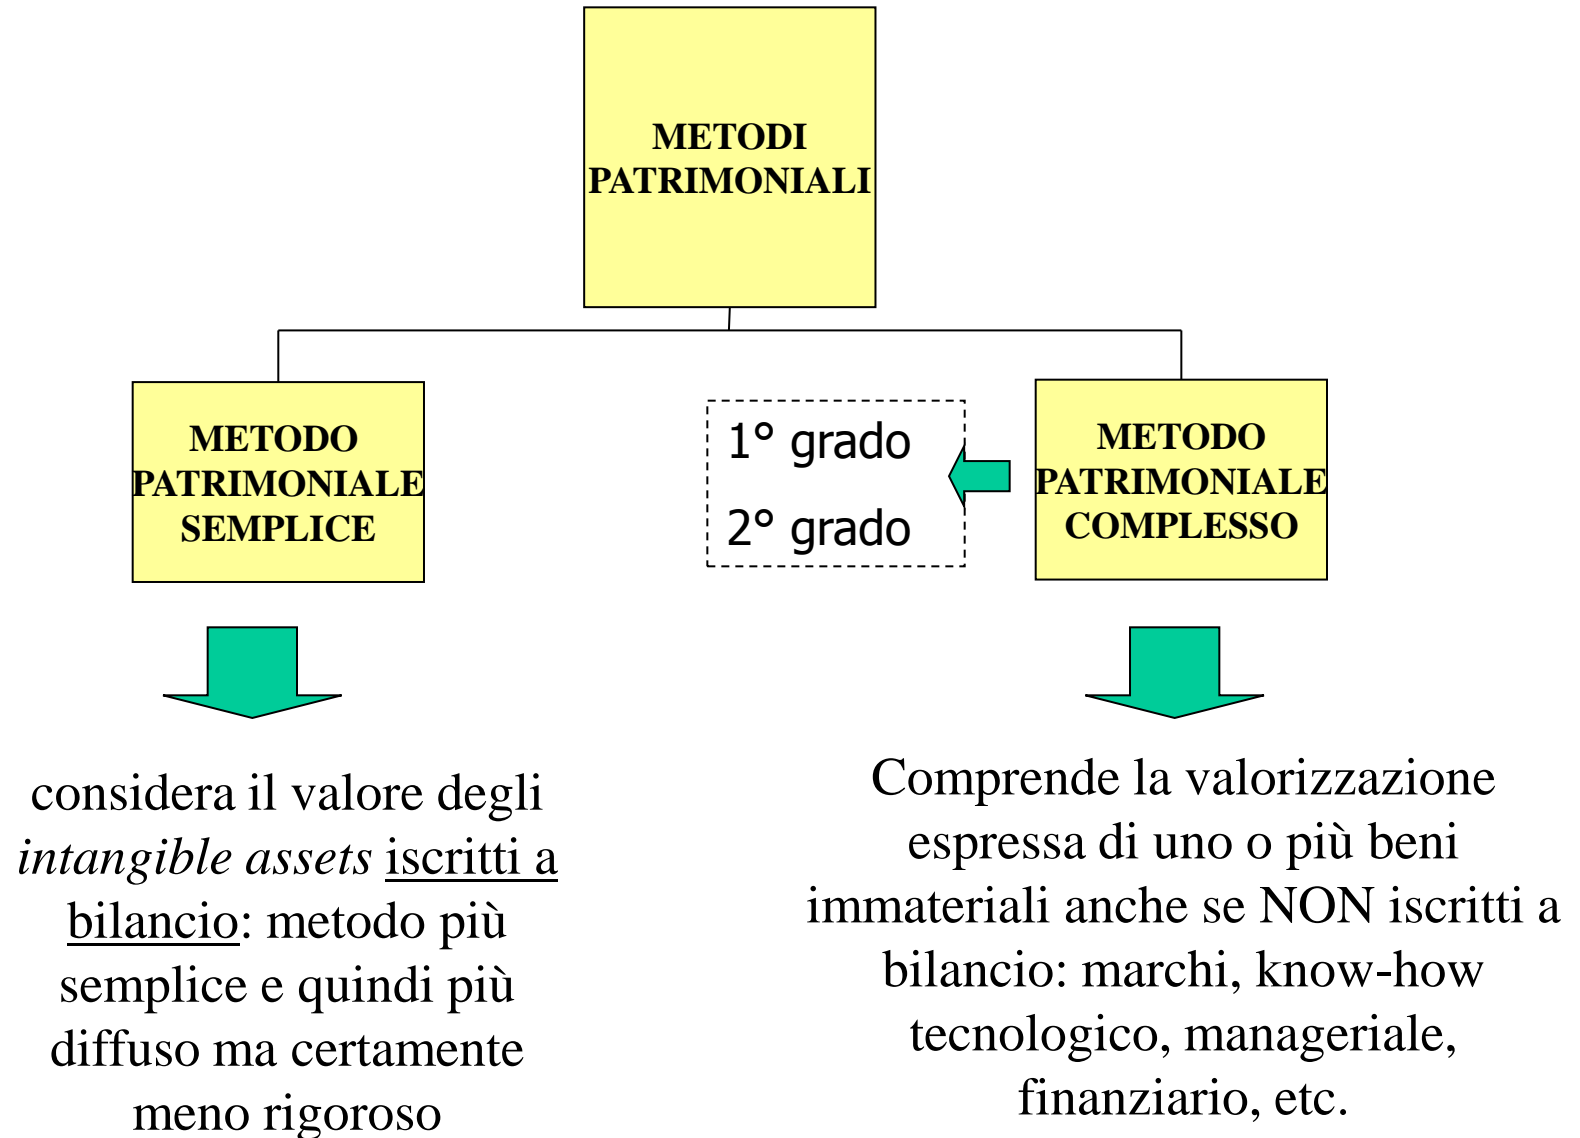 METODI
PATRIMONIALI
METODO
PATRIMONIALE
SEMPLICE
1° grado
2° grado
METODO
PATRIMONIALE
COMPLESSO
considera il valore degli
intangible assets iscritti a
bilancio: metodo più
semplice e quindi più
diffuso ma certamente
meno rigoroso
Comprende la valorizzazione
espressa di uno o più beni
immateriali anche se NON iscritti a
bilancio: marchi, know-how
tecnologico, manageriale,
finanziario, etc.